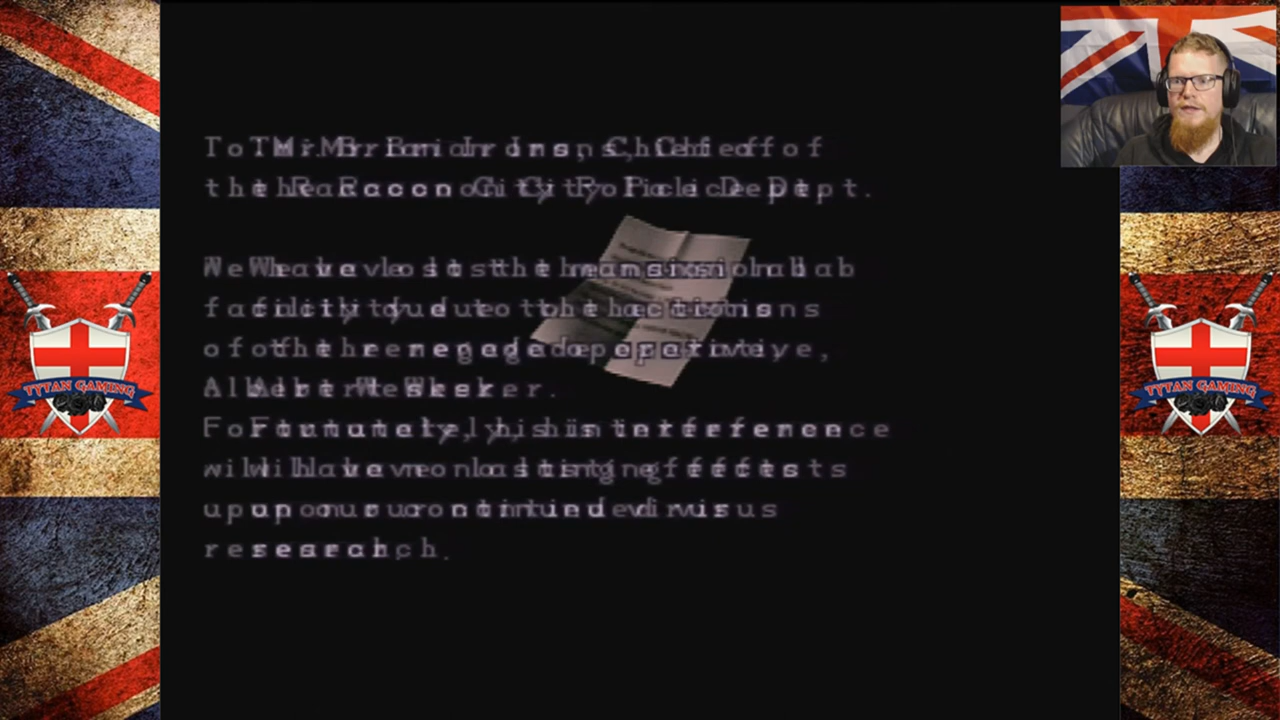 To Mr. Brian Irons, Chief of
the Raccoon City Police Dept.
We have lost the mansion lab
facility due to the actions
of the renegade operative,
Albert Wesker.
Fortunately, his interference
will have no lasting effects
upon our continued virus
research.
TYTAN GAMING
TYTAN GAMING